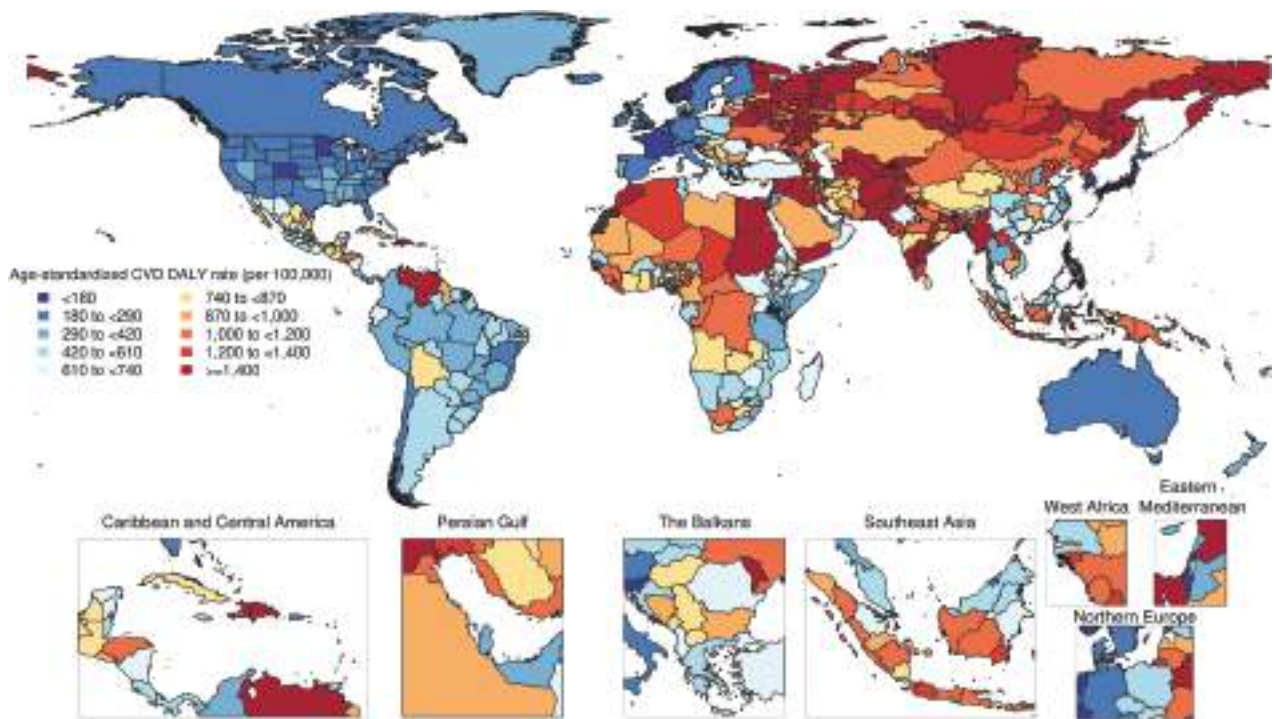 Age-standardized CVD DALY rate (per 100,000)
<180
180 to <290
290 to <420
420 to <610
610 to <740
740 to <870
870 to <1,000
1,000 to <1,200
1,200 to <1,400
>=1,400
Caribbean and Central America
Persian Gulf
The Balkans
Southeast Asia
West Africa
Eastern
Mediterranean
Northern Europe